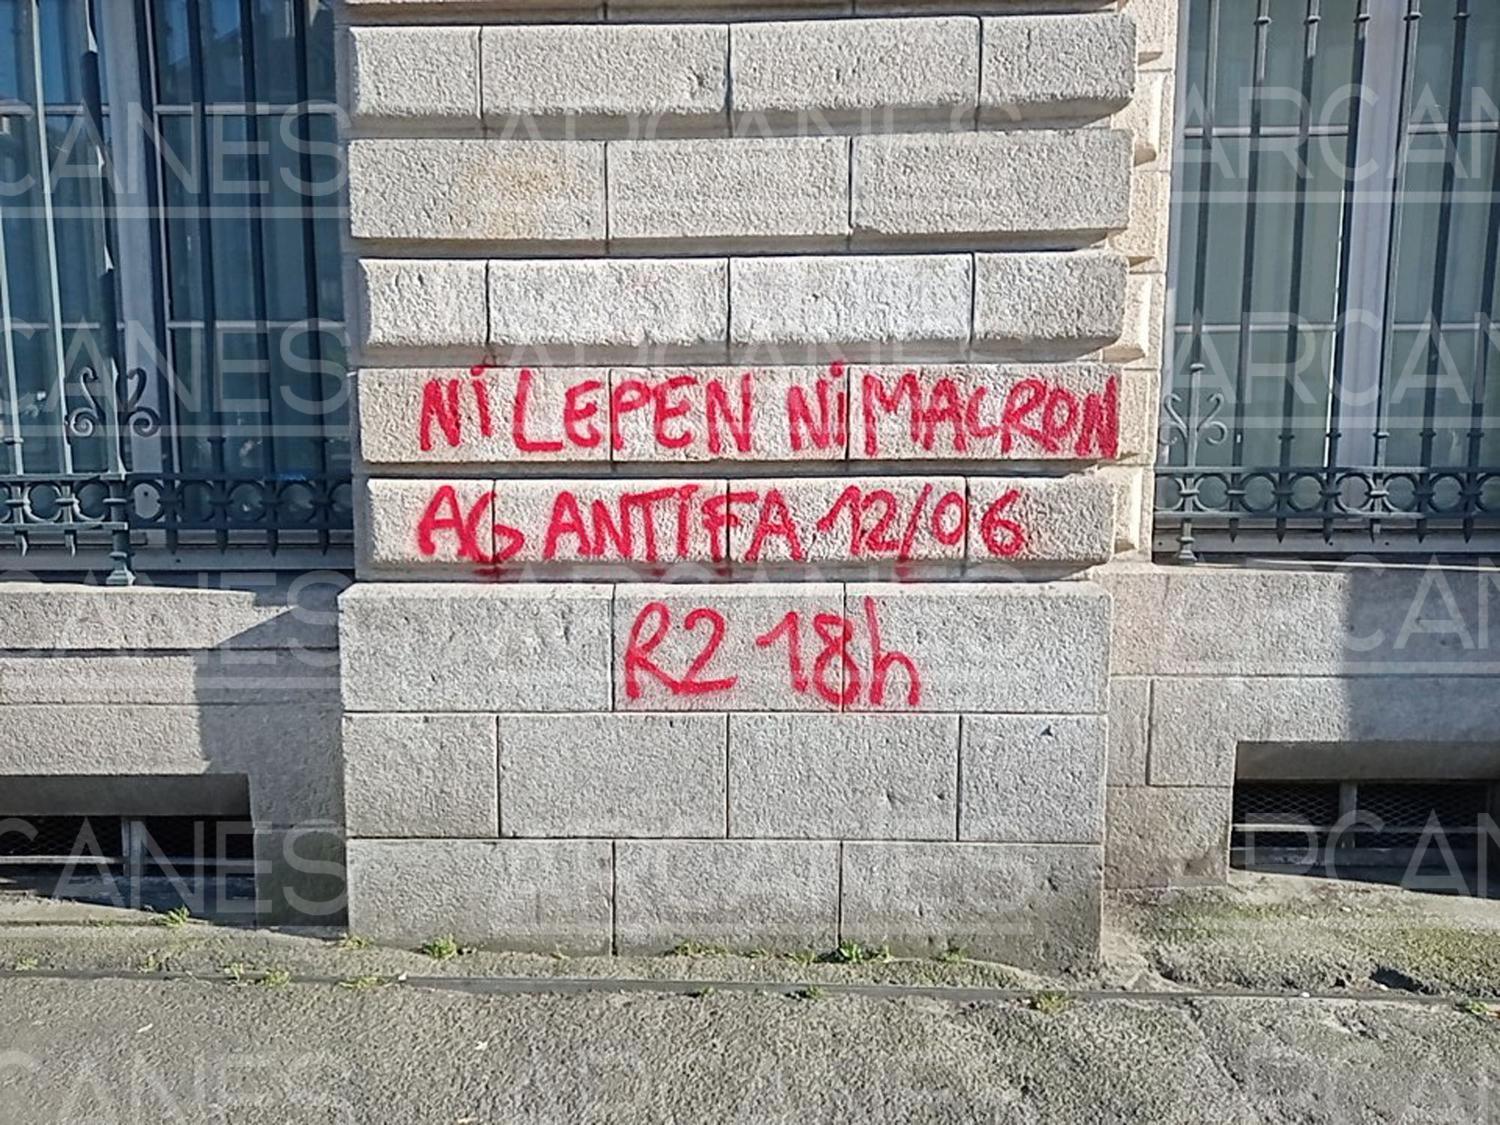 Ni LEPEN Ni MACRON
AG ANTiFA 12/06
R2 18h
ARCANES